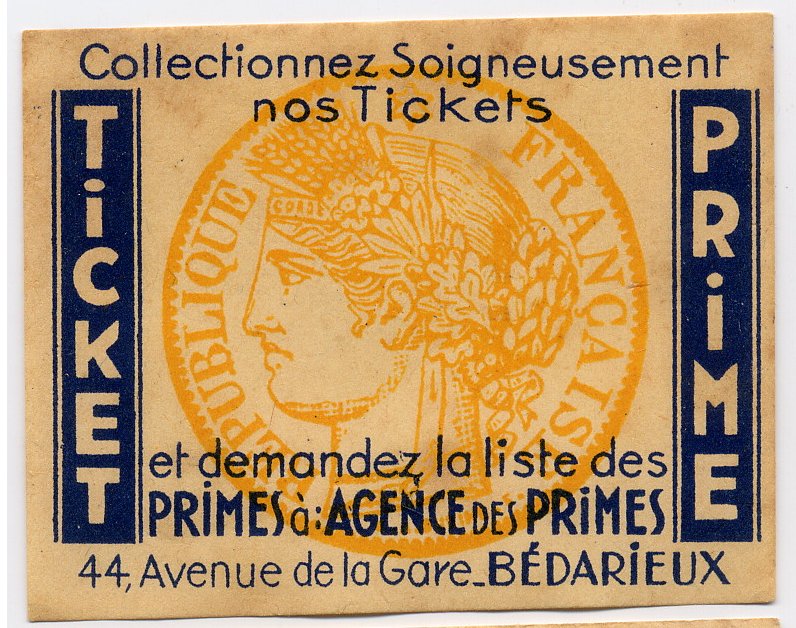 Collectionnez Soigneusement
nos Tickets
TiCKET
PRiME
RÉPUBLIQUE FRANÇAISE
et demandez la liste des
PRiMES à: AGENCE DES PRiMES
44, Avenue de la Gare_BÉDARIEUX